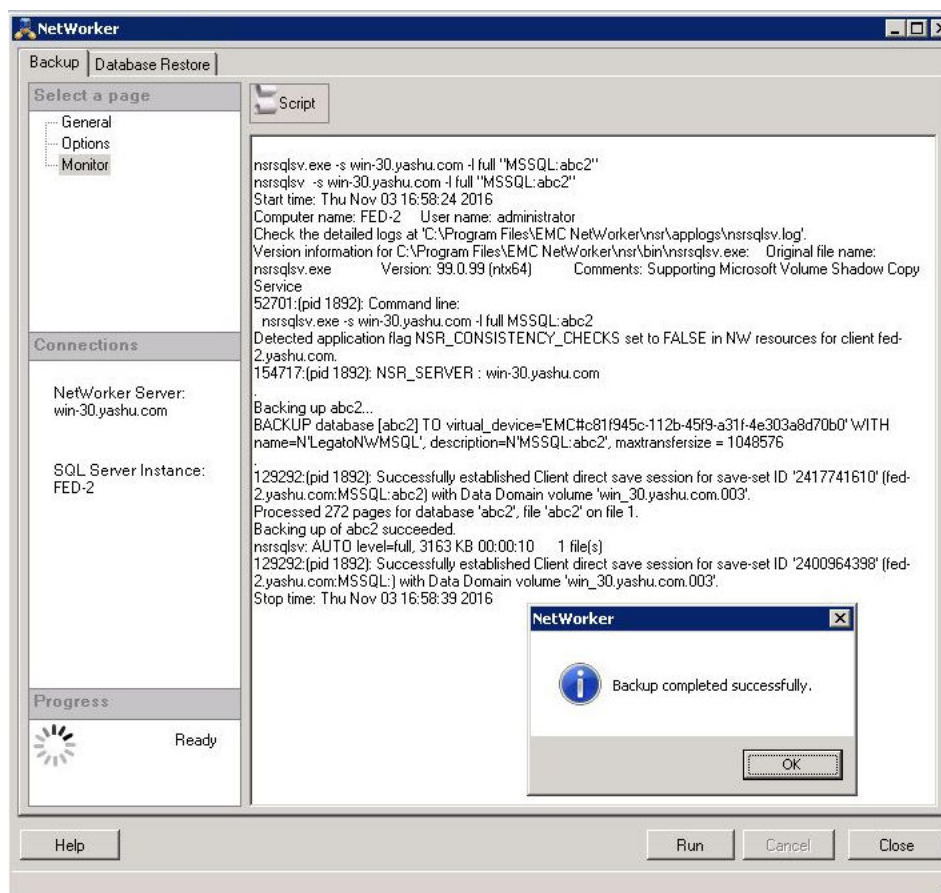 NetWorker
Backup
Database Restore
Select a page
General
Options
Monitor
Script
nsrsqlsv.exe -s win-30.yashu.com -l full "MSSQL:abc2"
nsrsqlsv -s win-30.yashu.com -l full "MSSQL:abc2"
Start time: Thu Nov 03 16:58:24 2016
Computer name: FED-2 User name: administrator
Check the detailed logs at 'C:\Program Files\EMC NetWorker\nsr\applogs\nsrsqlsv.log'.
Version information for C:\Program Files\EMC NetWorker\nsr\bin\nsrsqlsv.exe: Original file name:
nsrsqlsv.exe Version: 99.0.99 (ntx64) Comments: Supporting Microsoft Volume Shadow Copy
Service
52701:(pid 1892): Command line:
nsrsqlsv.exe -s win-30.yashu.com -l full MSSQL:abc2
Detected application flag NSR_CONSISTENCY_CHECKS set to FALSE in NW resources for client fed-
2.yashu.com.
154717:(pid 1892): NSR_SERVER : win-30.yashu.com
.
Backing up abc2...
BACKUP database [abc2] TO virtual_device='EMC#c81f945c-112b-45f9-a31f-4e303a8d70b0' WITH
name=N'LegatoNWMSQL', description=N'MSSQL:abc2', maxtransfersize = 1048576
.
129292:(pid 1892): Successfully established Client direct save session for save-set ID '2417741610' (fed-
2.yashu.com:MSSQL:abc2) with Data Domain volume 'win_30.yashu.com.003'.
Processed 272 pages for database 'abc2', file 'abc2' on file 1.
Backing up of abc2 succeeded.
nsrsqlsv: AUTO level=full, 3163 KB 00:00:10 1 file(s)
129292:(pid 1892): Successfully established Client direct save session for save-set ID '2400964398' (fed-
2.yashu.com:MSSQL:) with Data Domain volume 'win_30.yashu.com.003'.
Stop time: Thu Nov 03 16:58:39 2016
Connections
NetWorker Server:
win-30.yashu.com
SQL Server Instance:
FED-2
Progress
Ready
NetWorker
Backup completed successfully.
OK
Help
Run
Cancel
Close